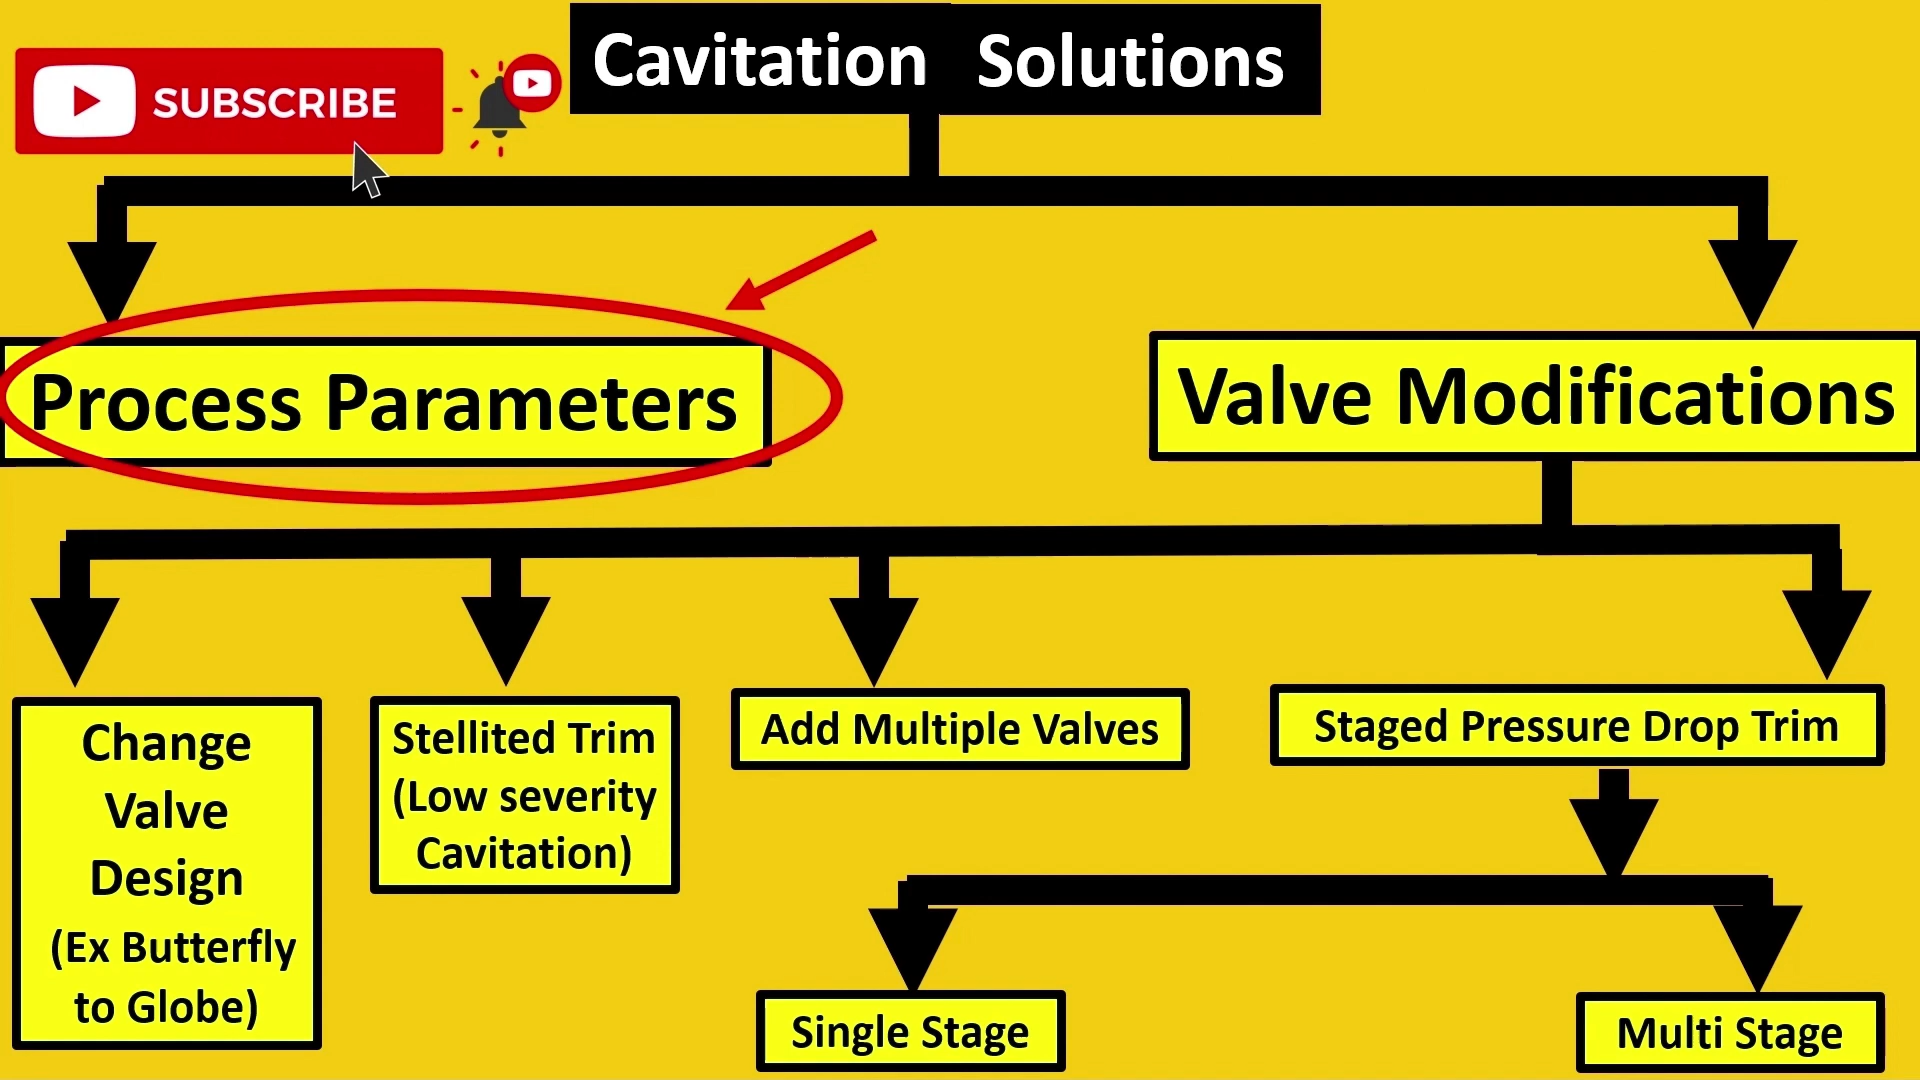 Cavitation Solutions
SUBSCRIBE
Process Parameters
Valve Modifications
Change
Valve
Design
(Ex Butterfly
to Globe)
Stellited Trim
(Low severity
Cavitation)
Add Multiple Valves
Staged Pressure Drop Trim
Single Stage
Multi Stage